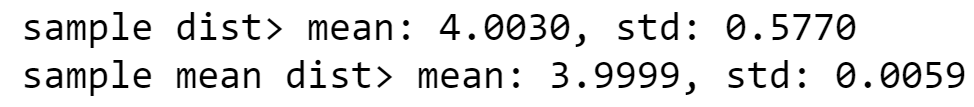 sample dist> mean: 4.0030, std: 0.5770
sample mean dist> mean: 3.9999, std: 0.0059